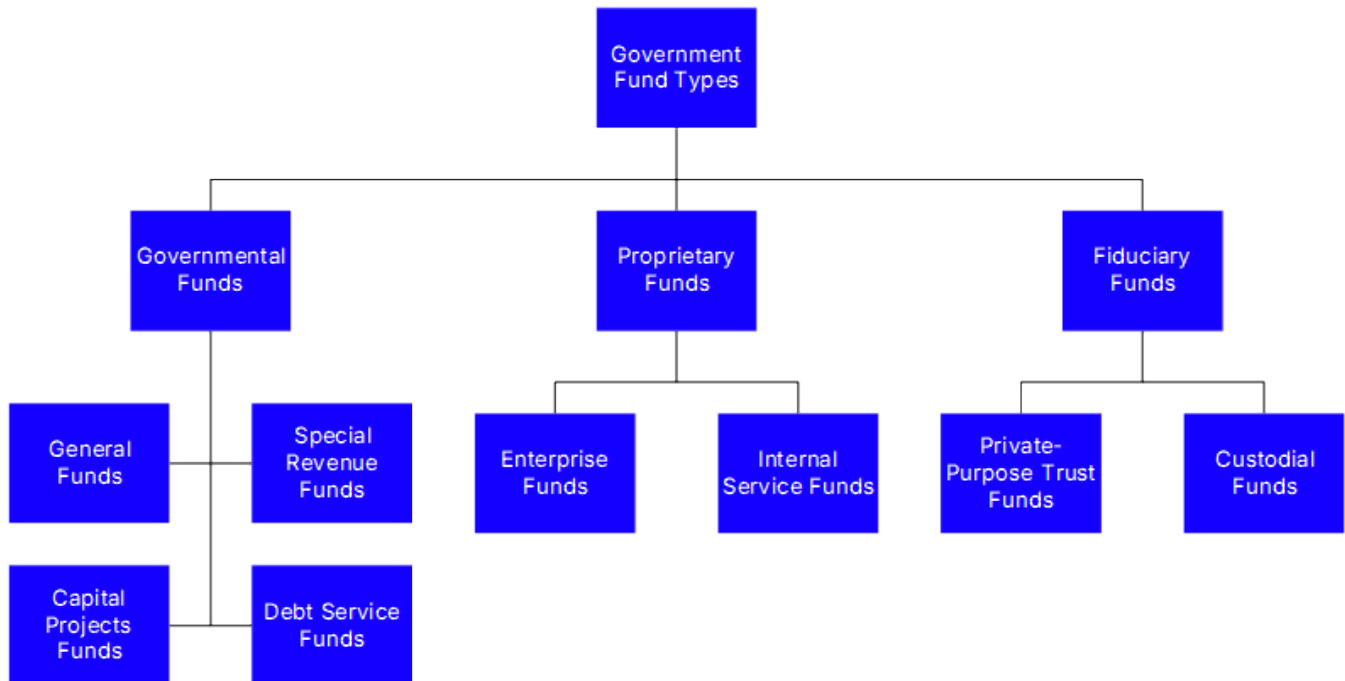 Government
Fund Types
Governmental
Funds
Proprietary
Funds
Fiduciary
Funds
General
Funds
Special
Revenue
Funds
Enterprise
Funds
Internal
Service Funds
Private-
Purpose Trust
Funds
Custodial
Funds
Capital
Projects
Funds
Debt Service
Funds